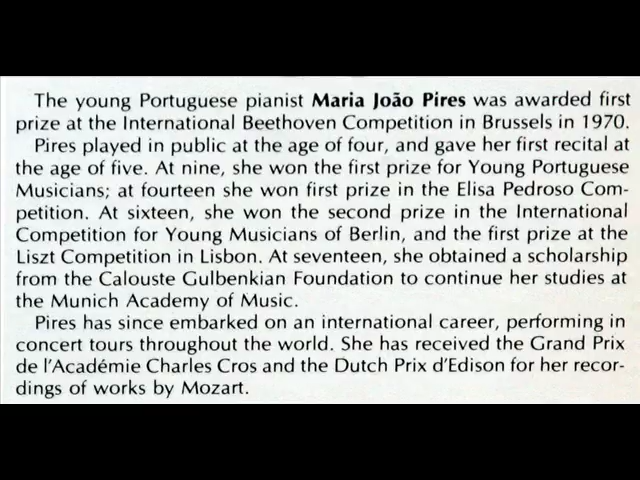 The young Portuguese pianist Maria João Pires was awarded first
prize at the International Beethoven Competition in Brussels in 1970.
Pires played in public at the age of four, and gave her first recital at
the age of five. At nine, she won the first prize for Young Portuguese
Musicians; at fourteen she won first prize in the Elisa Pedroso Com-
petition. At sixteen, she won the second prize in the International
Competition for Young Musicians of Berlin, and the first prize at the
Liszt Competition in Lisbon. At seventeen, she obtained a scholarship
from the Calouste Gulbenkian Foundation to continue her studies at
the Munich Academy of Music.
Pires has since embarked on an international career, performing in
concert tours throughout the world. She has received the Grand Prix
de l'Académie Charles Cros and the Dutch Prix d'Edison for her recor-
dings of works by Mozart.